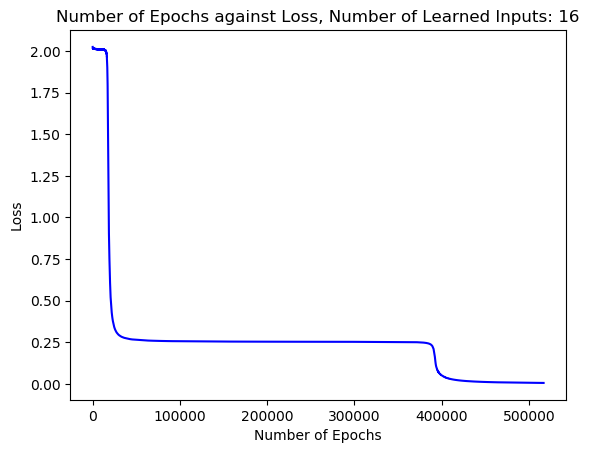 Number of Epochs against Loss, Number of Learned Inputs: 16
2.00
1.75
1.50
1.25
1.00
0.75
0.50
0.25
0.00
Loss
0 100000 200000 300000 400000 500000
Number of Epochs